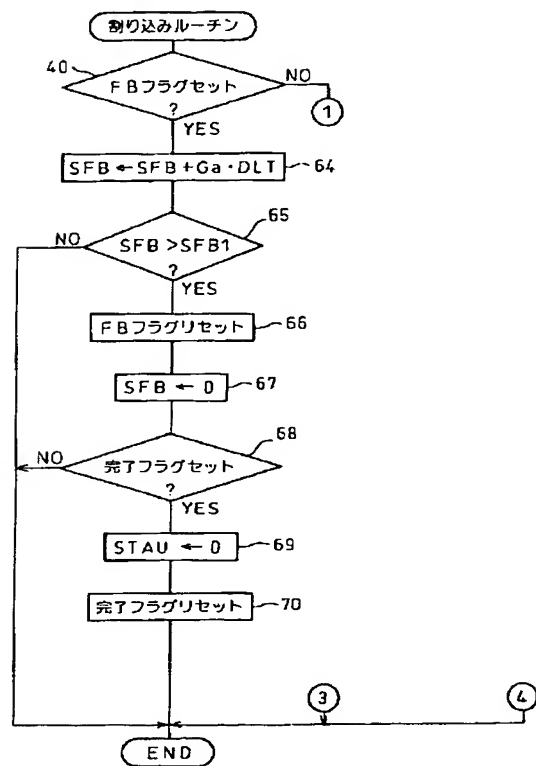 割り込みルーチン
40
FBフラグセット
?
NO
1
YES
SFB←SFB+Ga·DLT
64
65
NO
SFB>SFB1
?
YES
FBフラグリセット
66
SFB ← 0
67
68
NO
完了フラグセット
?
YES
STAU ← 0
69
完了フラグリセット
70
3
4
END